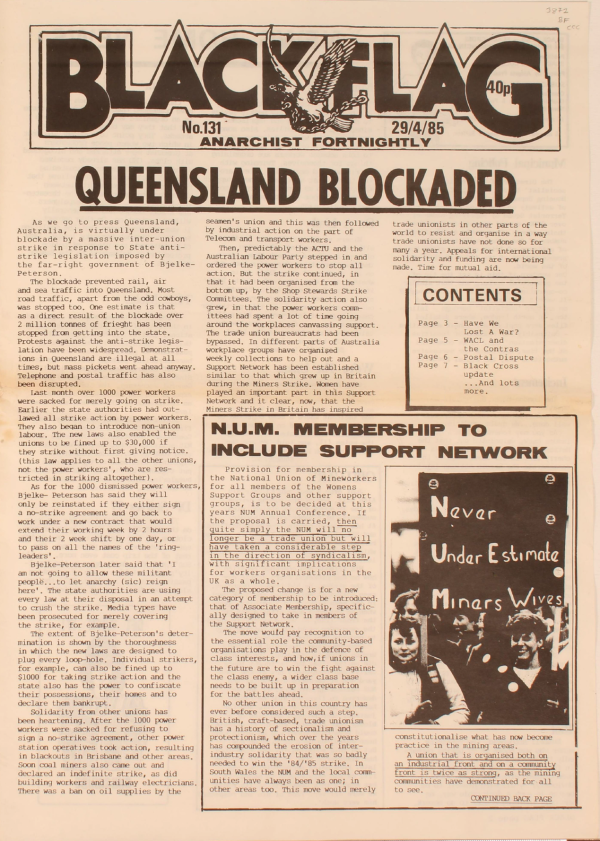 BLACK FLAG
40p
No.131
29/4/85
ANARCHIST FORTNIGHTLY
QUEENSLAND BLOCKADED
As we go to press Queensland,
Australia, is virtually under
blockade by a massive inter-union
strike in response to State anti-
strike legislation imposed by
the far-right government of Bjelke-
Peterson.
The blockade prevented rail, air
and sea traffic into Queensland. Most
road traffic, apart from the odd cowboys,
was stopped too. One estimate is that
as a direct result of the blockade over
2 million tonnes of frieght has been
stopped from getting into the state.
Protests against the anti-strike legis-
lation have been widespread. Demonstrat-
ions in Queensland are illegal at all
times, but mass pickets went ahead anyway.
Telephone and postal traffic has also
been disrupted.
Last month over 1000 power workers
were sacked for merely going on strike.
Earlier the state authorities had out-
lawed all strike action by power workers.
They also began to introduce non-union
labour. The new laws also enabled the
unions to be fined up to $30,000 if
they strike without first giving notice.
(this law applies to all the other unions,
not the power workers', who are res-
tricted in striking altogether).
As for the 1000 dismissed power workers,
Bjelke- Peterson has said they will
only be reinstated if they either sign
a no-strike agreement and go back to
work under a new contract that would
extend their working week by 2 hours
and their 2 week shift by one day, or
to pass on all the names of the 'ring-
leaders'.
Bjelke-Peterson later said that 'I
am not going to allow these militant
people...to let anarchy (sic) reign
here'. The state authorities are using
every law at their disposal in an attempt
to crush the strike. Media types have
been prosecuted for merely covering
the strike, for example.
The extent of Bjelke-Peterson's deter-
mination is shown by the thoroughness
in which the new laws are designed to
plug every loop-hole. Individual strikers,
for example, can also be fined up to
$1000 for taking strike action and the
state also has the power to confiscate
their possessions, their homes and to
declare them bankrupt.
Solidarity from other unions has
been heartening. After the 1000 power
workers were sacked for refusing to
sign a no-strike agreement, other power
station operatives took action, resulting
in blackouts in Brisbane and other areas.
Soon coal miners also came out and
declared an indefinite strike, as did
building workers and railway electricians.
There was a ban on oil supplies by the
seamen's union and this was then followed
by industrial action on the part of
Telecom and transport workers.
Then, predictably the ACTU and the
Australian Labour Party stepped in and
ordered the power workers to stop all
action. But the strike continued, in
that it had been organised from the
bottom up, by the Shop Stewards Strike
Committees. The solidarity action also
grew, in that the power workers comm-
ittees had spent a lot of time going
around the workplaces canvassing support.
The trade union bureaucrats had been
bypassed. In different parts of Australia
workplace groups have organised
weekly collections to help out and a
Support Network has been established
similar to that which grew up in Britain
during the Miners Strike. Women have
played an important part in this Support
Network and it clear, now, that the
Miners Strike in Britain has inspired
trade unionists in other parts of the
world to resist and organise in a way
trade unionists have not done so for
many a year. Appeals for international
solidarity and funding are now being
made. Time for mutual aid.
CONTENTS
Page 3 - Have We
Lost A War?
Page 5 - WACL and
the Contras
Page 6 - Postal Dispute
Page 7 - Black Cross
update
...And lots
more.
N.U.M. MEMBERSHIP TO
INCLUDE SUPPORT NETWORK
Provision for membership in
the National Union of Mineworkers
for all members of the Womens
Support Groups and other support
groups, is to be decided at this
years NUM Annual Conference. If
the proposal is carried, then
quite simply the NUM will no
longer be a trade union but will
have taken a considerable step
in the direction of syndicalism,
with significant implications
for workers organisations in the
UK as a whole.
The proposed change is for a new
category of membership to be introduced:
that of Associate Membership, specific-
ally designed to take in members of
the Support Network.
The move would pay recognition to
the essential role the community-based
organisations play in the defence of
class interests, and how, if unions in
the future are to win the fight against
the class enemy, a wider class base
needs to be built up in preparation
for the battles ahead.
No other union in this country has
ever before considered such a step.
British, craft-based, trade unionism
has a history of sectionalism and
protectionism, which over the years
has compounded the erosion of inter-
industry solidarity that was so badly
needed to win the '84/'85 strike. In
South Wales the NUM and the local comm-
unities have always been as one; in
other areas too. This move would merely
Never
Under Estimate
Miners Wives
constitutionalise what has now become
practice in the mining areas.
A union that is organised both on
an industrial front and on a community
front is twice as strong, as the mining
communities have demonstrated for all
to see.
CONTINUED BACK PAGE